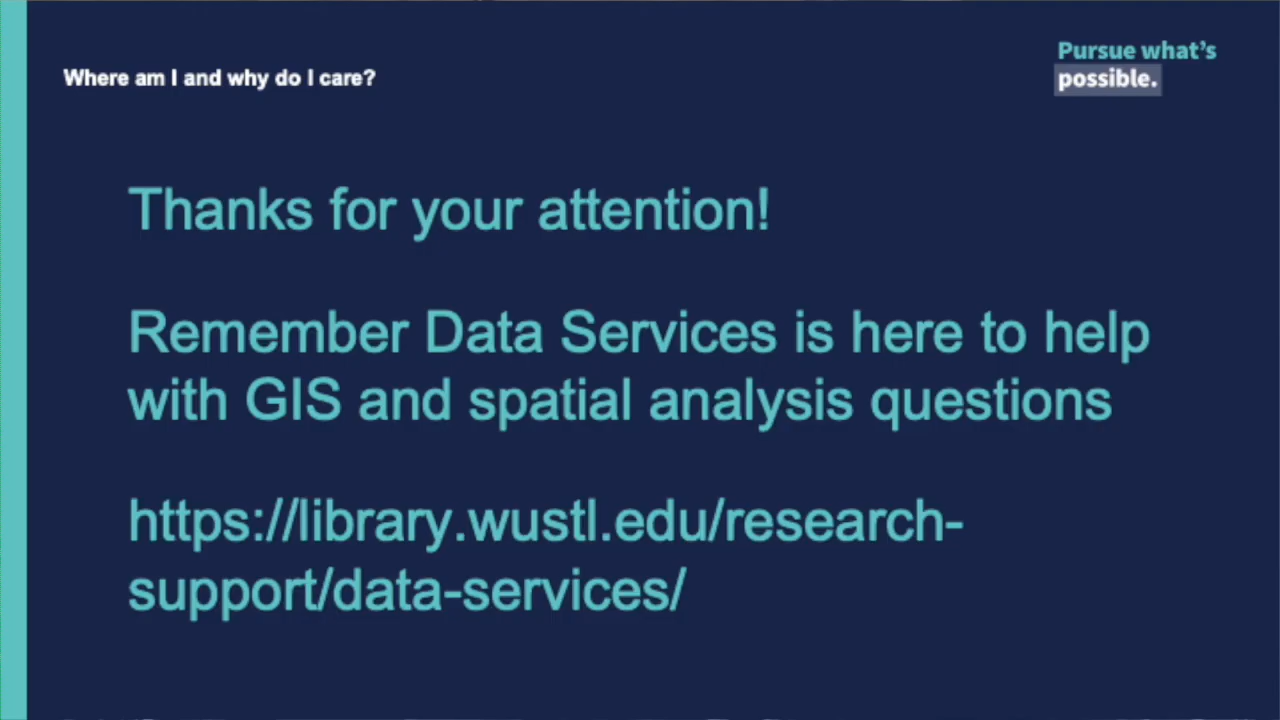 Where am I and why do I care?
Pursue what's
possible.
Thanks for your attention!
Remember Data Services is here to help
with GIS and spatial analysis questions
https://library.wustl.edu/research-
support/data-services/